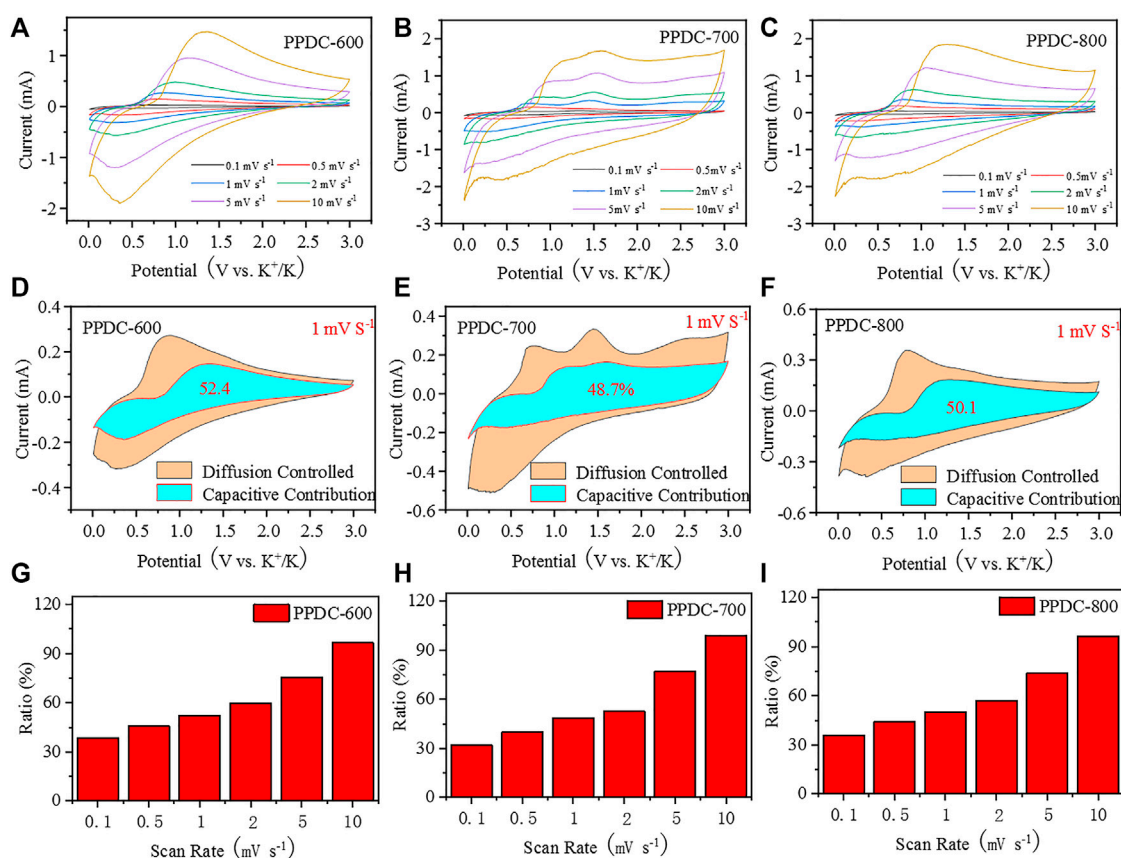 A
PPDC-600
Current (mA)
1
0
-1
-2
0.1 mV s⁻¹ 0.5 mV s⁻¹
1 mV s⁻¹ 2 mV s⁻¹
5 mV s⁻¹ 10 mV s⁻¹
0.0 0.5 1.0 1.5 2.0 2.5 3.0
Potential (V vs. K⁺/K)
B
PPDC-700
Current (mA)
2
1
0
-1
-2
-3
0.1 mV s⁻¹ 0.5mV s⁻¹
1mV s⁻¹ 2mV s⁻¹
5mV s⁻¹ 10mV s⁻¹
0.0 0.5 1.0 1.5 2.0 2.5 3.0
Potential (V vs. K⁺/K)
C
PPDC-800
Current (mA)
2
1
0
-1
-2
-3
0.1 mV s⁻¹ 0.5mV s⁻¹
1 mV s⁻¹ 2 mV s⁻¹
5 mV s⁻¹ 10 mV s⁻¹
0.0 0.5 1.0 1.5 2.0 2.5 3.0
Potential (V vs. K⁺/K)
D
PPDC-600
1 mV S⁻¹
Current (mA)
0.4
0.2
0.0
-0.2
-0.4
52.4
Diffusion Controlled
Capacitive Contribution
0.0 0.5 1.0 1.5 2.0 2.5 3.0
Potential (V vs. K⁺/K)
E
PPDC-700
1 mV S⁻¹
Current (mA)
0.4
0.2
0.0
-0.2
-0.4
-0.6
48.7%
Diffusion Controlled
Capacitive Contribution
0.0 0.5 1.0 1.5 2.0 2.5 3.0
Potential (V vs. K⁺/K)
F
PPDC-800
1 mV S⁻¹
Current (mA)
0.6
0.3
0.0
-0.3
-0.6
50.1
Diffusion Controlled
Capacitive Contribution
0.0 0.5 1.0 1.5 2.0 2.5 3.0
Potential (V vs. K⁺/K)
G
PPDC-600
Ratio (%)
120
90
60
30
0
0.1 0.5 1 2 5 10
Scan Rate (mV s⁻¹)
H
PPDC-700
Ratio (%)
120
90
60
30
0
0.1 0.5 1 2 5 10
Scan Rate (mV s⁻¹)
I
PPDC-800
Ratio (%)
120
90
60
30
0
0.1 0.5 1 2 5 10
Scan Rate (mV s⁻¹)